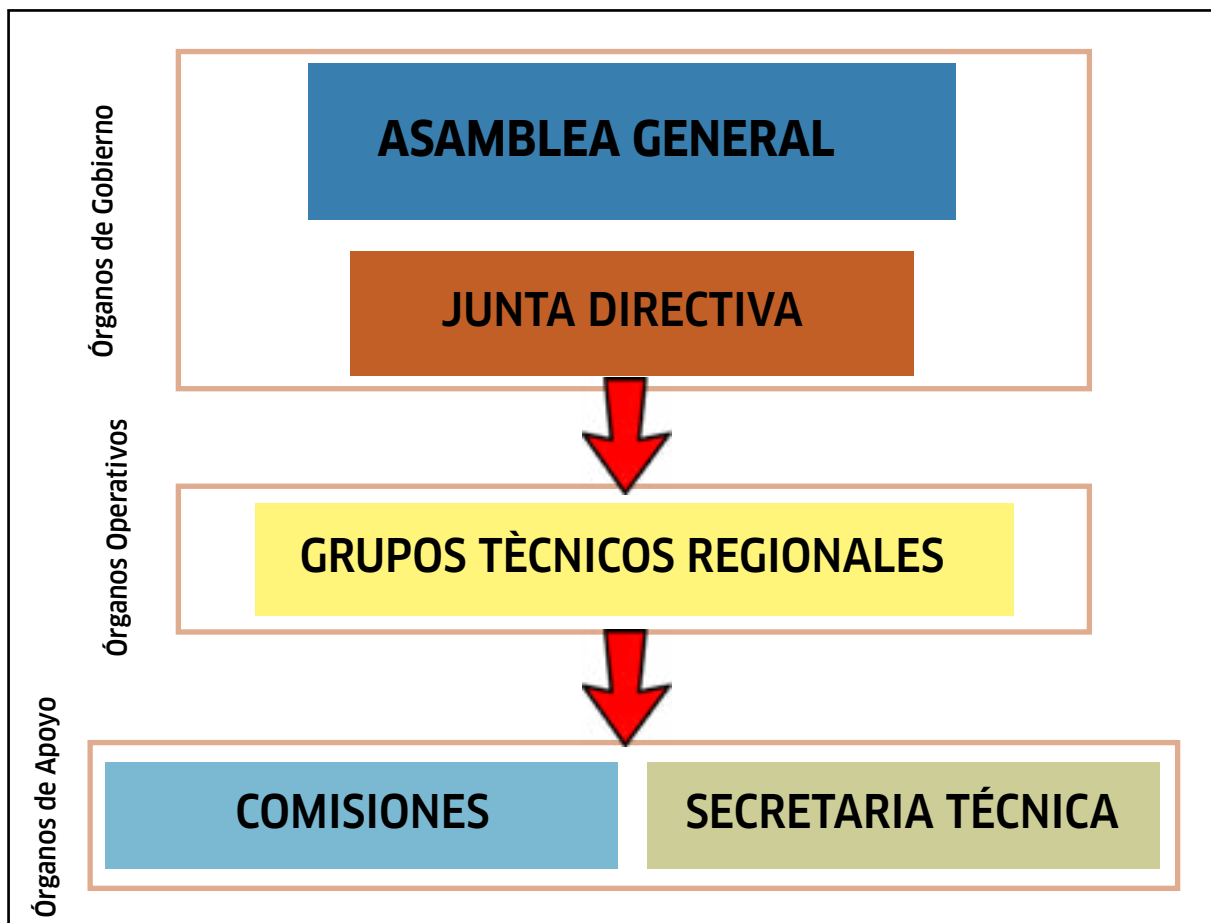 Órganos de Gobierno
ASAMBLEA GENERAL
JUNTA DIRECTIVA
Órganos Operativos
GRUPOS TÈCNICOS REGIONALES
Órganos de Apoyo
COMISIONES
SECRETARIA TÉCNICA